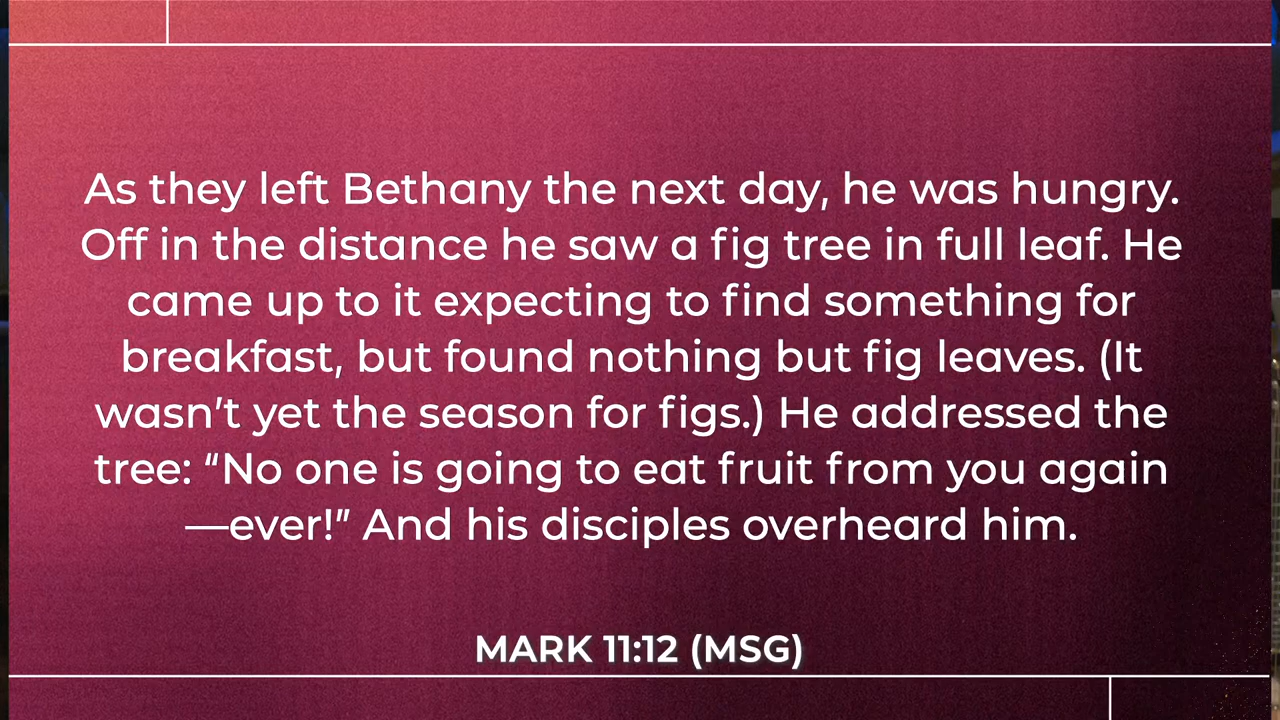 As they left Bethany the next day, he was hungry.
Off in the distance he saw a fig tree in full leaf. He
came up to it expecting to find something for
breakfast, but found nothing but fig leaves. (It
wasn't yet the season for figs.) He addressed the
tree: “No one is going to eat fruit from you again
—ever!” And his disciples overheard him.
MARK 11:12 (MSG)